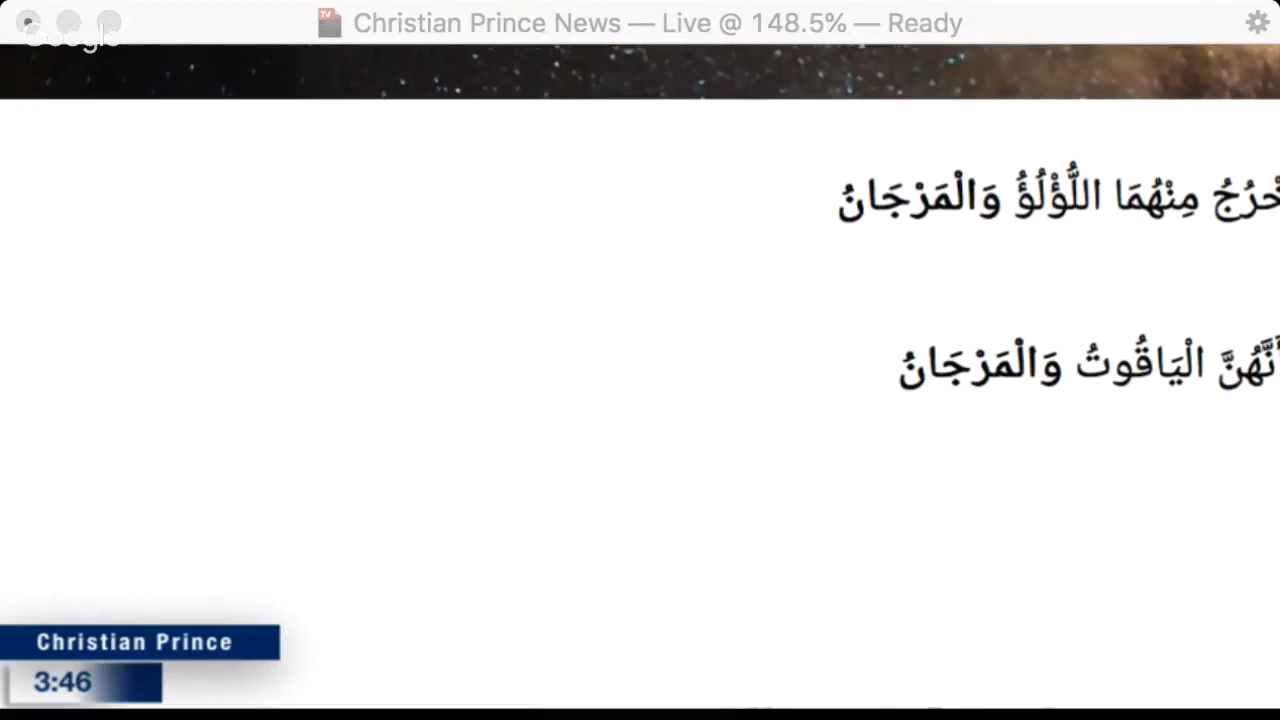 Google
Christian Prince News — Live @ 148.5% — Ready
مِنْهُمَا اللُّؤْلُؤُ وَالْمَرْجَانُ
الْيَاقُوتُ وَالْمَرْجَانُ
Christian Prince
3:46